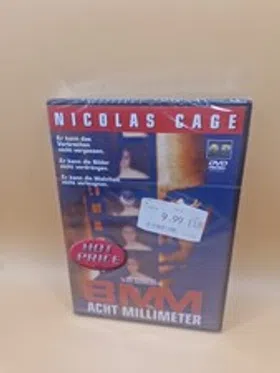 NICOLAS CAGE
Er kann das
Verbrechen
nicht vergessen.
Er kann die Bilder
nicht verdrängen.
Er kann die Wahrheit
nicht ertragen.
DVD
9.99
HOT
PRICE
8MM
ACHT MILLIMETER